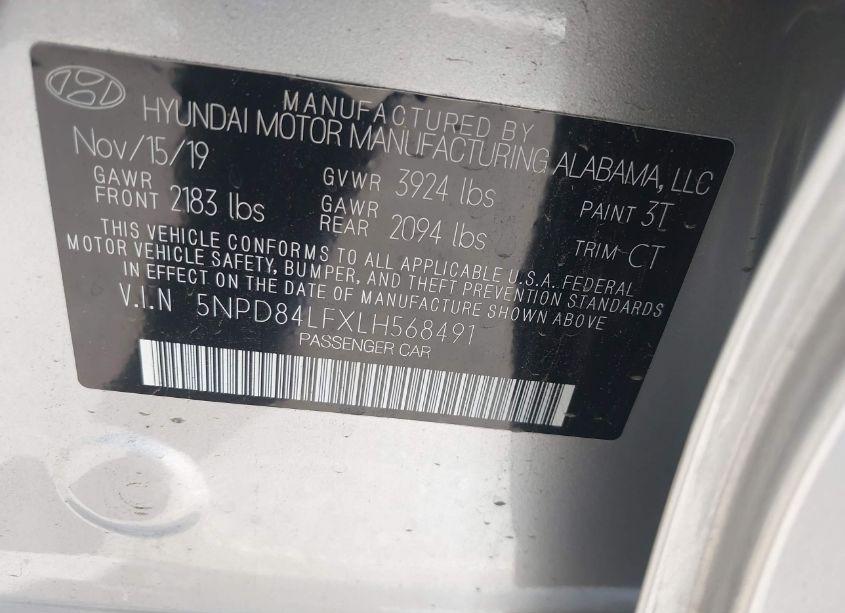 MANUFACTURED BY
HYUNDAI MOTOR MANUFACTURING ALABAMA, LLC
Nov/15/19
GVWR 3924 lbs
PAINT 3T
GAWR FRONT 2183 lbs
GAWR REAR 2094 lbs
TRIM CT
THIS VEHICLE CONFORMS TO ALL APPLICABLE U.S.A. FEDERAL
MOTOR VEHICLE SAFETY, BUMPER, AND THEFT PREVENTION STANDARDS
IN EFFECT ON THE DATE OF MANUFACTURE SHOWN ABOVE
V.I.N 5NPD84LFXLH568491
PASSENGER CAR